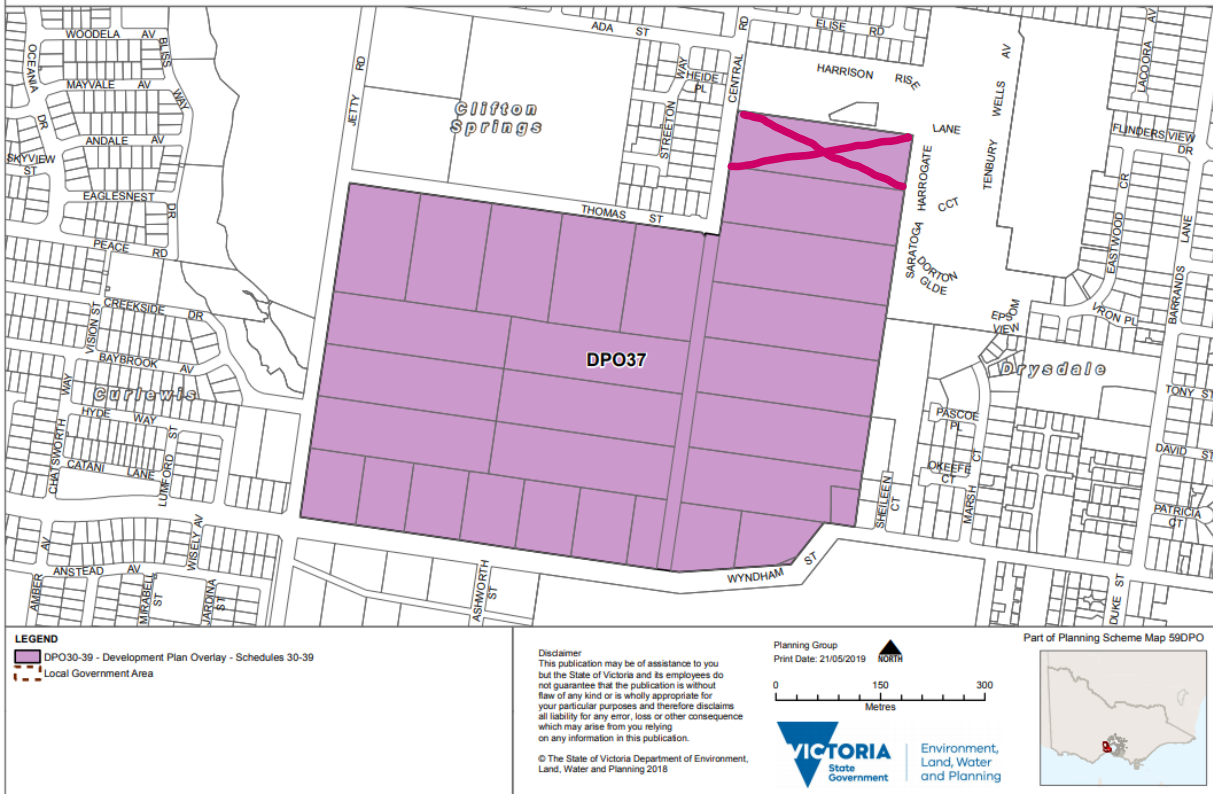 WOODELA AV
OCEANIA
DR
BLISS
WAY
MAYVALE AV
ANDALE AV
SKYVIEW
ST
EAGLESNEST
DR
PEACE RD
CREEKSIDE DR
VISION ST
BAYBROOK AV
Curlewis
HYDE WAY
CHATSWORTH
WAY
CATANI LANE
LUMFORD ST
WISELY AV
ANSTEAD AV
AMBER
AV
MIRABELL
ST
JARDINA
ST
JETTY RD
ADA ST
Clifton
Springs
STREETON
WAY
HEIDE
PL
CENTRAL
RD
THOMAS ST
ELISE RD
HARRISON RISE
LANE
HARROGATE
SARATOGA
CCT
DORTON
GLDE
TENBURY WELLS AV
EPSOM
VIEW
LACOORA
AV
FLINDERSVIEW
DR
EASTWOOD CR
BARRANDS LANE
VRON PL
Drysdale
TONY ST
PASCOE
PL
DAVID ST
OKEEFE
CT
MARSH CT
SHEILEEN
CT
PATRICIA
CT
DUKE ST
DPO37
WYNDHAM ST
ASHWORTH
ST
LEGEND
DPO30-39 - Development Plan Overlay - Schedules 30-39
Local Government Area
Disclaimer
This publication may be of assistance to you
but the State of Victoria and its employees do
not guarantee that the publication is without
flaw of any kind or is wholly appropriate for
your particular purposes and therefore disclaims
all liability for any error, loss or other consequence
which may arise from you relying
on any information in this publication.
© The State of Victoria Department of Environment,
Land, Water and Planning 2018
Planning Group
Print Date: 21/05/2019
NORTH
0 150 300
Metres
VICTORIA
State
Government
Environment,
Land, Water
and Planning
Part of Planning Scheme Map 59DPO